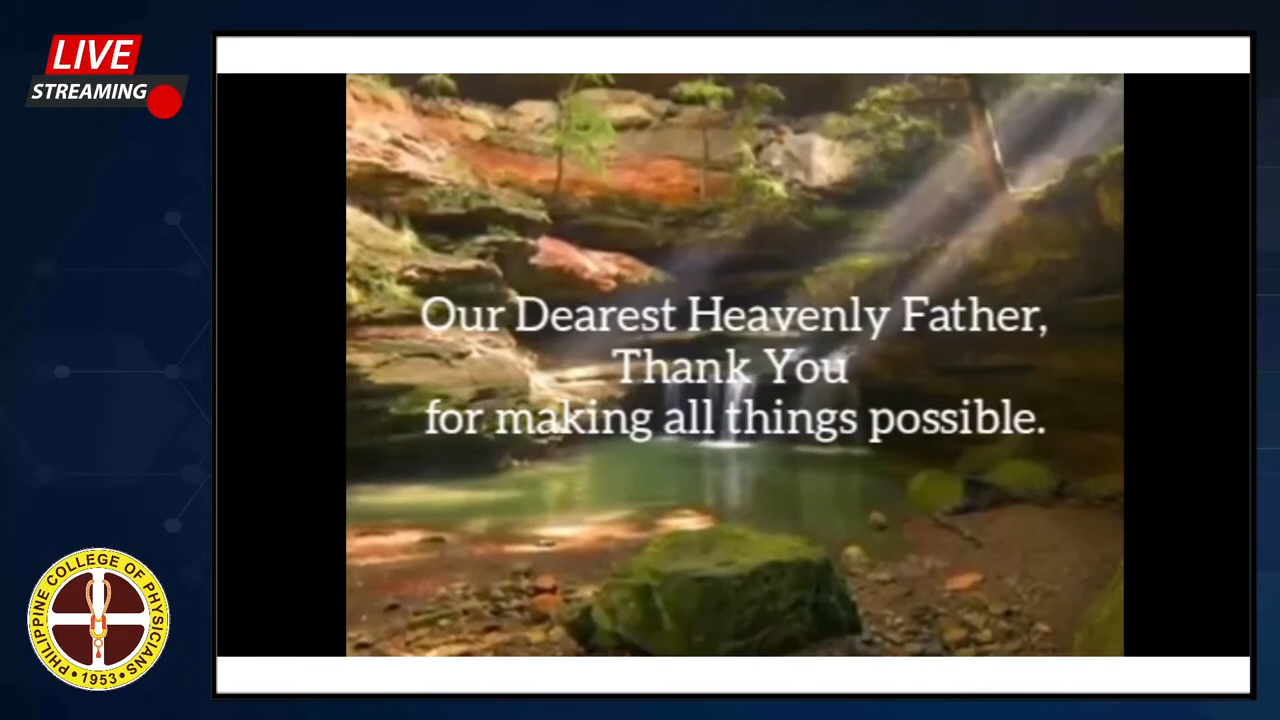 LIVE
STREAMING
Our Dearest Heavenly Father,
Thank You
for making all things possible.
PHILIPPINE COLLEGE OF PHYSICIANS
• 1953 •